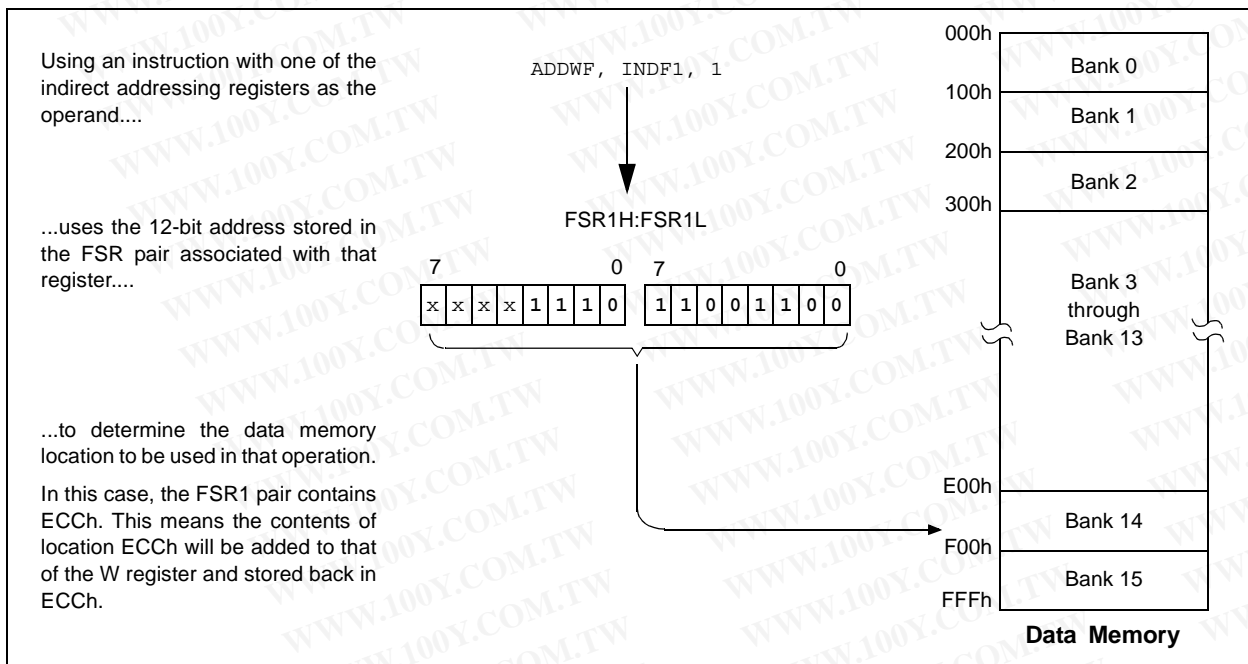 Using an instruction with one of the
indirect addressing registers as the
operand....
ADDWF, INDF1, 1
...uses the 12-bit address stored in
the FSR pair associated with that
register....
FSR1H:FSR1L
7 0 7 0
x x x x 1 1 1 0 1 1 0 0 1 1 0 0
...to determine the data memory
location to be used in that operation.
In this case, the FSR1 pair contains
ECCh. This means the contents of
location ECCh will be added to that
of the W register and stored back in
ECCh.
000h
Bank 0
100h
Bank 1
200h
Bank 2
300h
Bank 3
through
Bank 13
E00h
Bank 14
F00h
Bank 15
FFFh
Data Memory
WWW.100Y.COM.TW